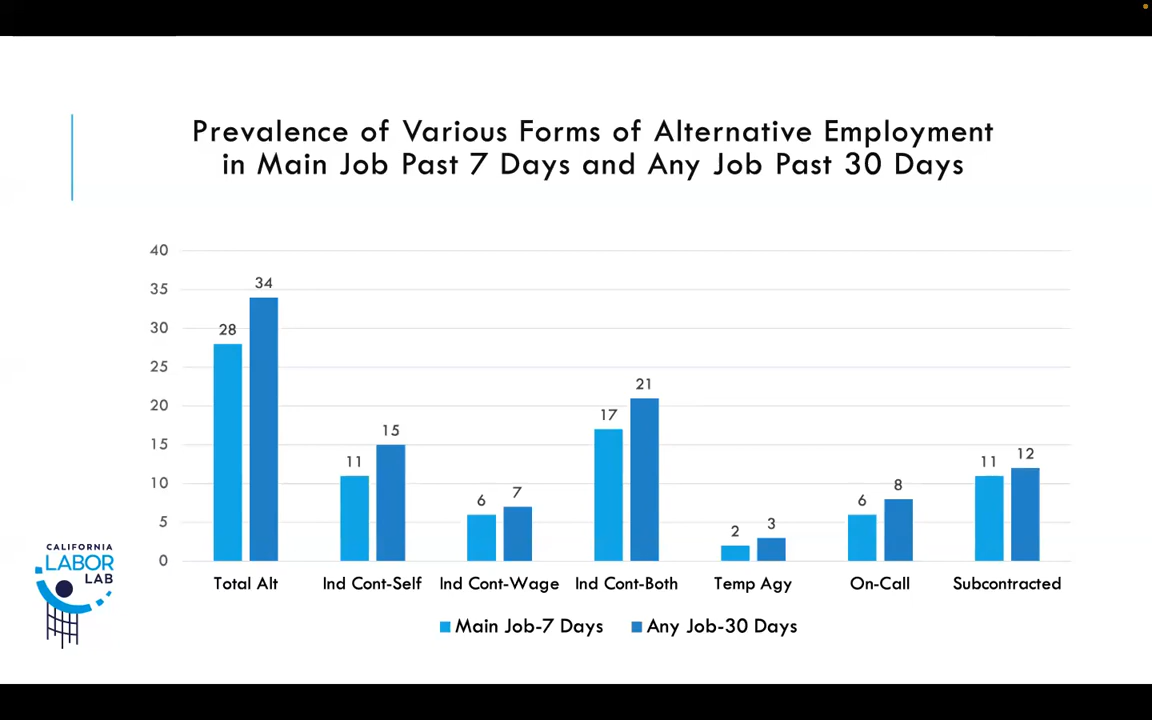 Prevalence of Various Forms of Alternative Employment
in Main Job Past 7 Days and Any Job Past 30 Days
40
35
30
25
20
15
10
5
0
28
34
11
15
6
7
17
21
2
3
6
8
11
12
Total Alt
Ind Cont-Self
Ind Cont-Wage
Ind Cont-Both
Temp Agy
On-Call
Subcontracted
Main Job-7 Days
Any Job-30 Days
CALIFORNIA
LABOR
LAB